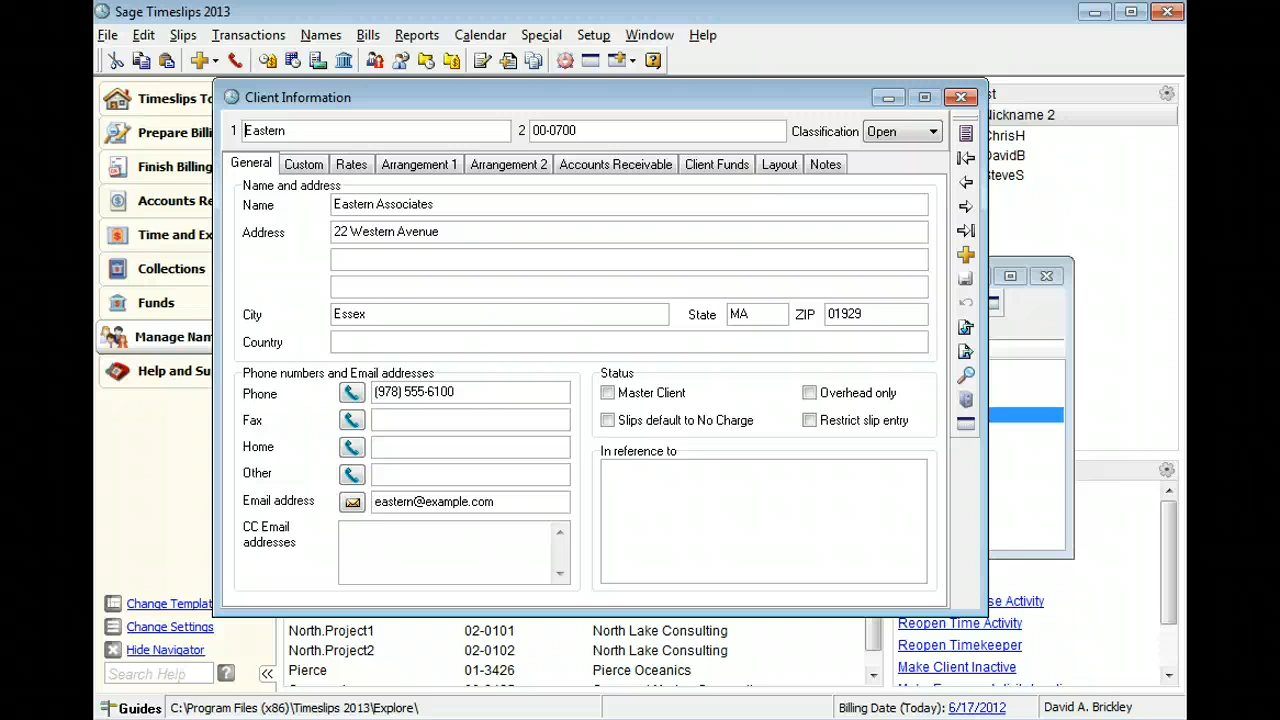 Sage Timeslips 2013
File Edit Slips Transactions Names Bills Reports Calendar Special Setup Window Help
Timeslips To
Prepare Billi
Finish Billing
Accounts Re
Time and Ex
Collections
Funds
Manage Nam
Help and Su
Client Information
1 Eastern 2 00-0700 Classification Open
General Custom Rates Arrangement 1 Arrangement 2 Accounts Receivable Client Funds Layout Notes
Name and address
Name Eastern Associates
Address 22 Western Avenue
City Essex State MA ZIP 01929
Country
Phone numbers and Email addresses
Phone (978) 555-6100
Fax
Home
Other
Email address eastern@example.com
CC Email
addresses
Status
Master Client Overhead only
Slips default to No Charge Restrict slip entry
In reference to
st
Nickname 2
ChrisH
DavidB
SteveS
Change Templat
Change Settings
Hide Navigator
Search Help ?
North.Project1 02-0101 North Lake Consulting
North.Project2 02-0102 North Lake Consulting
Pierce 01-3426 Pierce Oceanics
se Activity
Reopen Time Activity
Reopen Timekeeper
Make Client Inactive
Guides C:\Program Files (x86)\Timeslips 2013\Explore\ Billing Date (Today): 6/17/2012 David A. Brickley